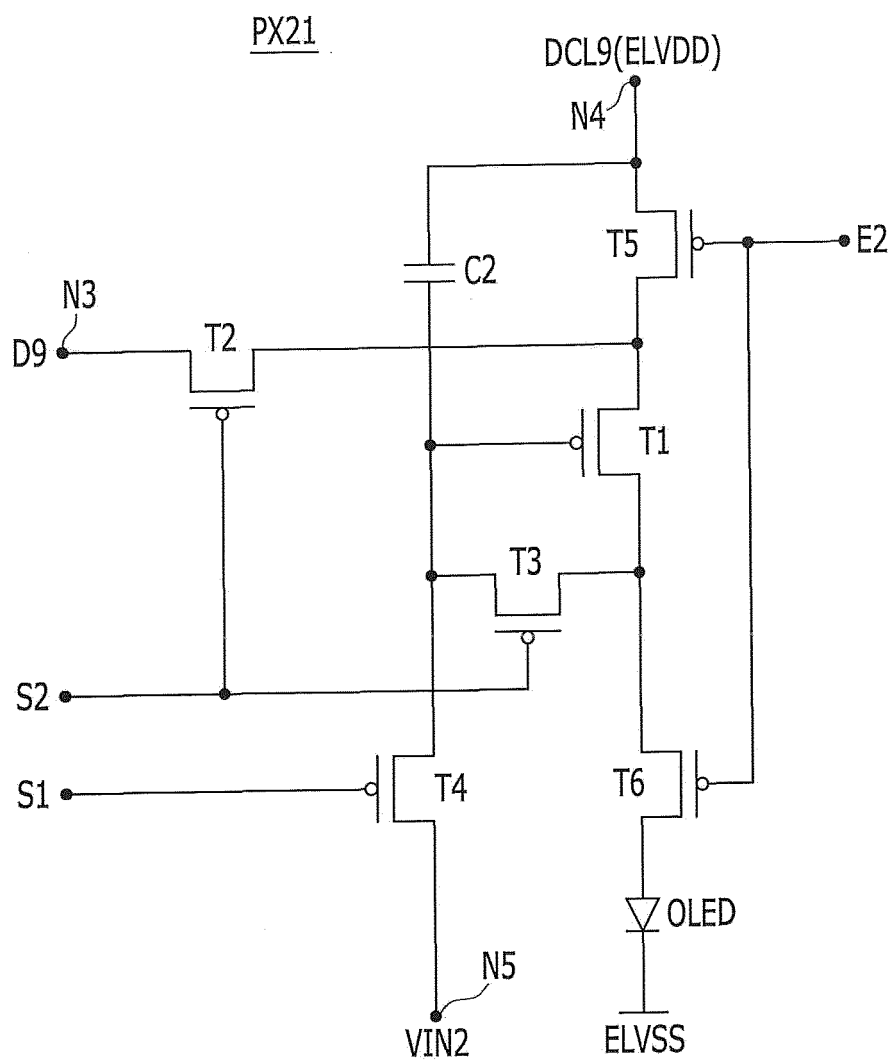 PX21
DCL9(ELVDD)
N4
T5
E2
C2
N3
T2
D9
T1
T3
S2
S1
T4
T6
OLED
N5
VIN2
ELVSS